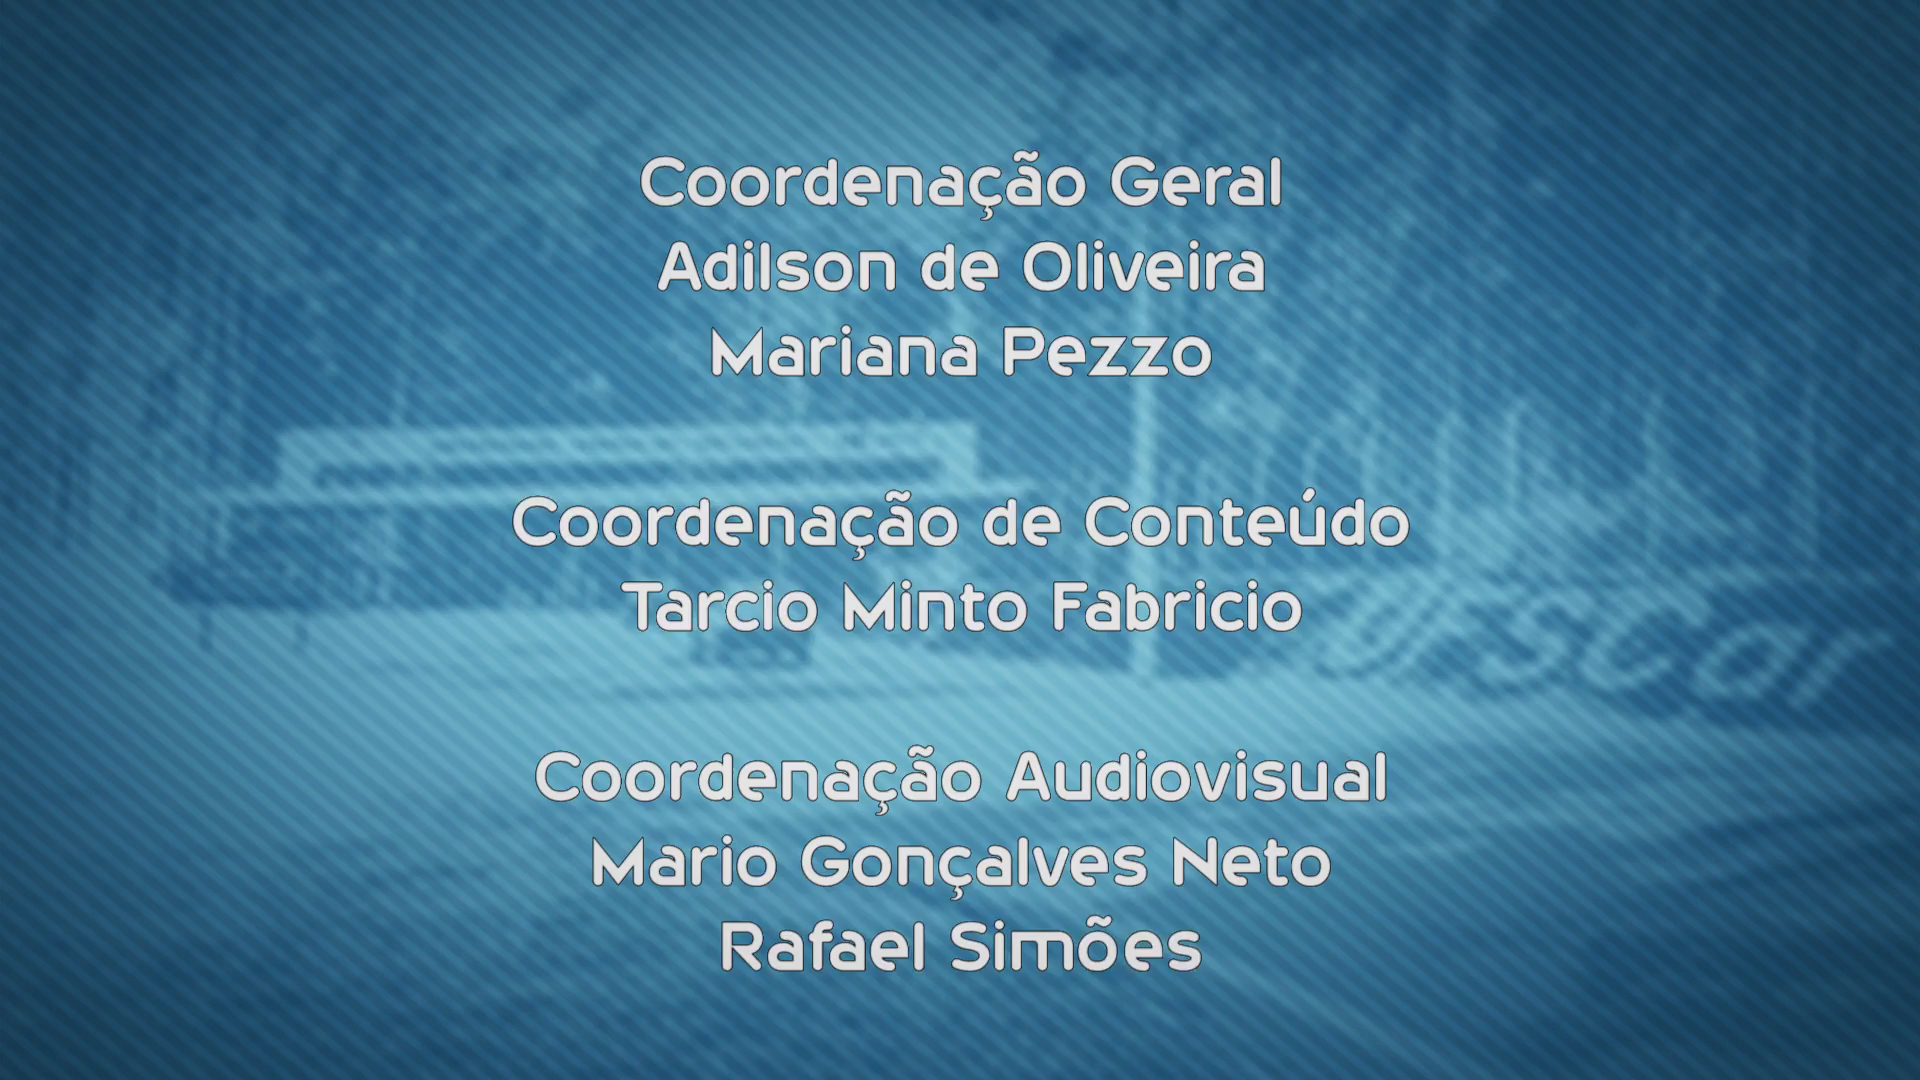 Coordenação Geral
Adilson de Oliveira
Mariana Pezzo
Coordenação de Conteúdo
Tarcio Minto Fabricio
UFSCar
Coordenação Audiovisual
Mario Gonçalves Neto
Rafael Simões